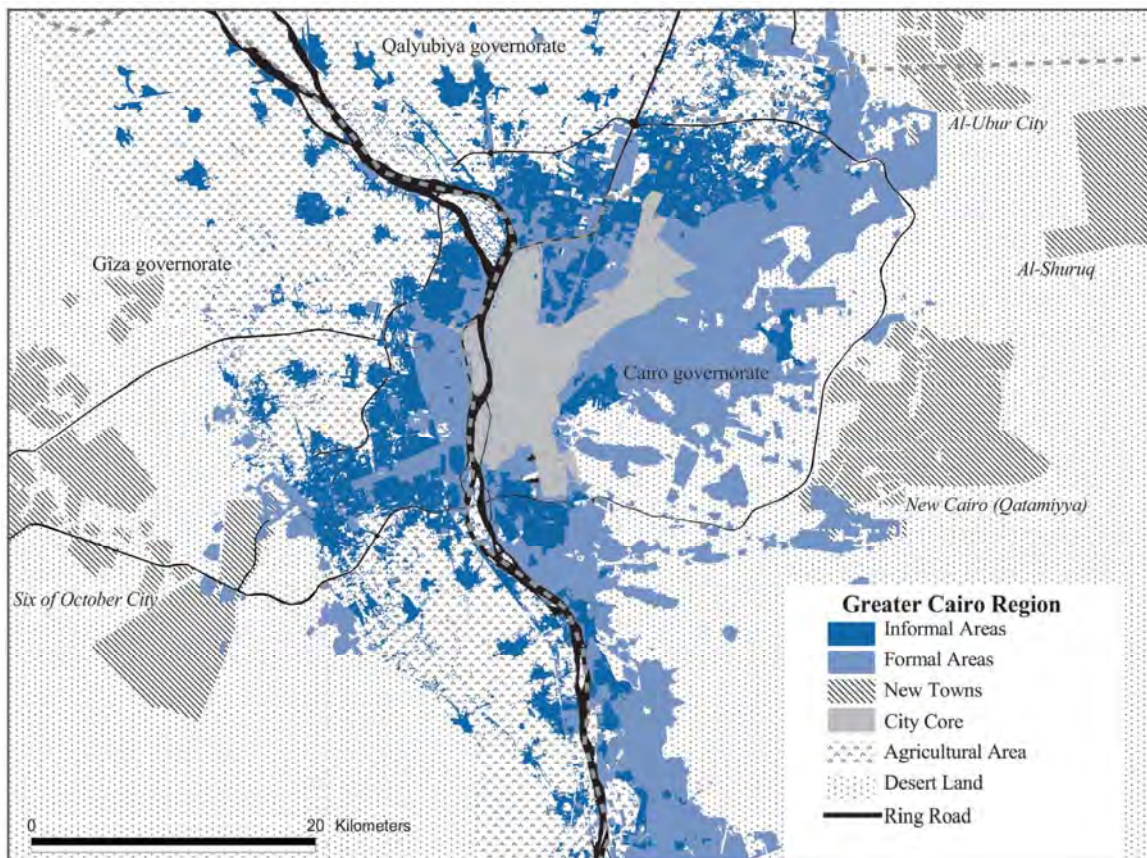 Qalyubiya governorate
Al-Ubur City
Gîza governorate
Al-Shuruq
Cairo governorate
New Cairo (Qatamiyya)
Six of October City
Greater Cairo Region
Informal Areas
Formal Areas
New Towns
City Core
Agricultural Area
Desert Land
Ring Road
0 20 Kilometers